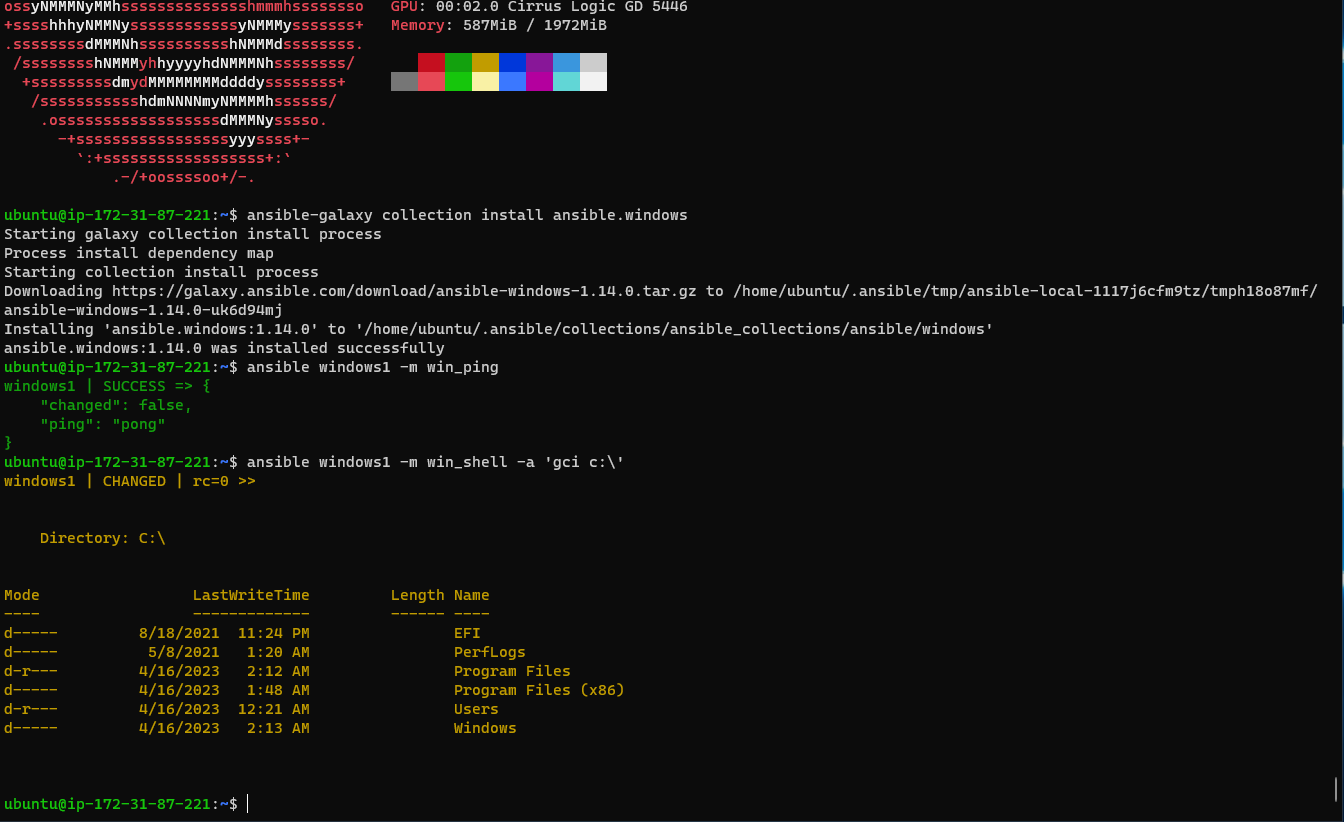 ossyNMMMNyMMhsssssssssssssshmmmhssssssso   GPU: 00:02.0 Cirrus Logic GD 5446
+sssshhhyNMMNyssssssssssssyNMMMysssssss+   Memory: 587MiB / 1972MiB
.ssssssssdMMMNhsssssssssshNMMMdssssssss.
 /sssssssshNMMMyhhyyyyhdNMMMNhssssssss/
  +sssssssssdmydMMMMMMMMddddyssssssss+
   /ssssssssssshdmNNNNmyNMMMMhssssss/
    .ossssssssssssssssssdMMMNysssso.
      -+sssssssssssssssssyyyssss+-
        `:+ssssssssssssssssss+:`
            .-/+oossssoo+/-.
ubuntu@ip-172-31-87-221:~$ ansible-galaxy collection install ansible.windows
Starting galaxy collection install process
Process install dependency map
Starting collection install process
Downloading https://galaxy.ansible.com/download/ansible-windows-1.14.0.tar.gz to /home/ubuntu/.ansible/tmp/ansible-local-1117j6cfm9tz/tmph18o87mf/
ansible-windows-1.14.0-uk6d94mj
Installing 'ansible.windows:1.14.0' to '/home/ubuntu/.ansible/collections/ansible_collections/ansible/windows'
ansible.windows:1.14.0 was installed successfully
ubuntu@ip-172-31-87-221:~$ ansible windows1 -m win_ping
windows1 | SUCCESS => {
    "changed": false,
    "ping": "pong"
}
ubuntu@ip-172-31-87-221:~$ ansible windows1 -m win_shell -a 'gci c:\'
windows1 | CHANGED | rc=0 >>
    Directory: C:\
Mode                 LastWriteTime         Length Name
----                 -------------         ------ ----
d-----         8/18/2021  11:24 PM                EFI
d-----          5/8/2021   1:20 AM                PerfLogs
d-r---         4/16/2023   2:12 AM                Program Files
d-----         4/16/2023   1:48 AM                Program Files (x86)
d-r---         4/16/2023  12:21 AM                Users
d-----         4/16/2023   2:13 AM                Windows
ubuntu@ip-172-31-87-221:~$